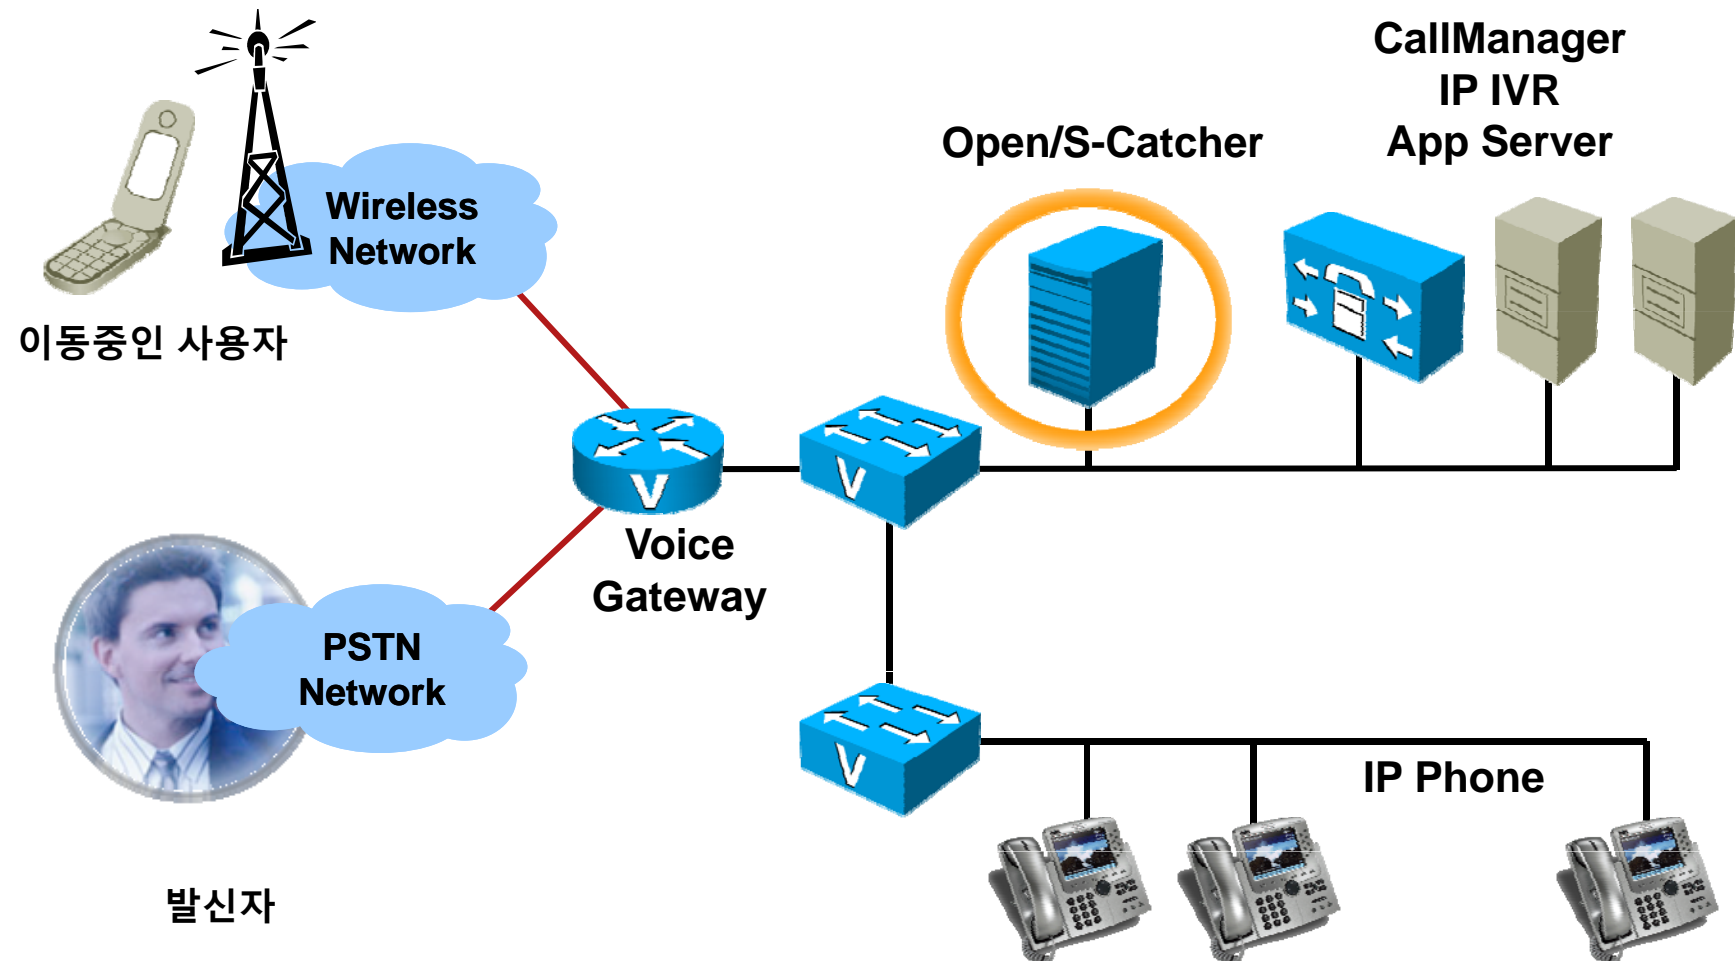 CallManager
IP IVR
App Server
Open/S-Catcher
Wireless
Network
이동중인 사용자
V
V
Voice
Gateway
PSTN
Network
V
IP Phone
발신자